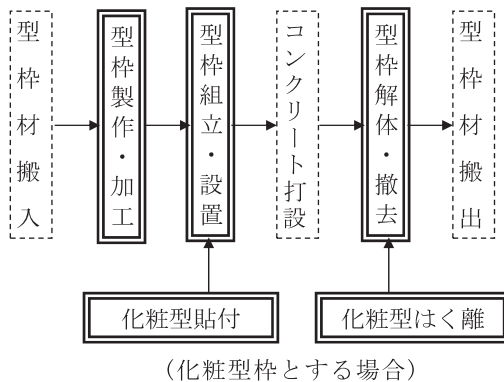 型枠材搬入
型枠製作・加工
型枠組立・設置
コンクリート打設
型枠解体・撤去
型枠材搬出
化粧型貼付
化粧型はく離
(化粧型枠とする場合)